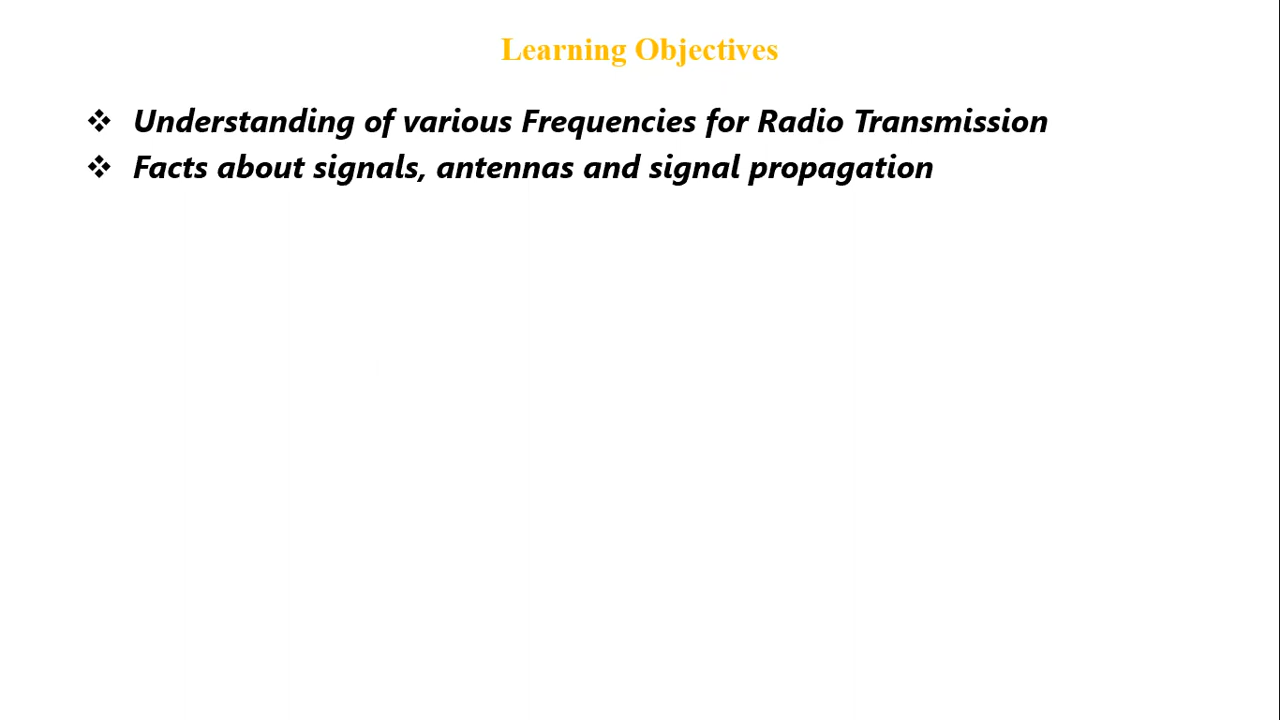 Learning Objectives
❖ Understanding of various Frequencies for Radio Transmission
❖ Facts about signals, antennas and signal propagation